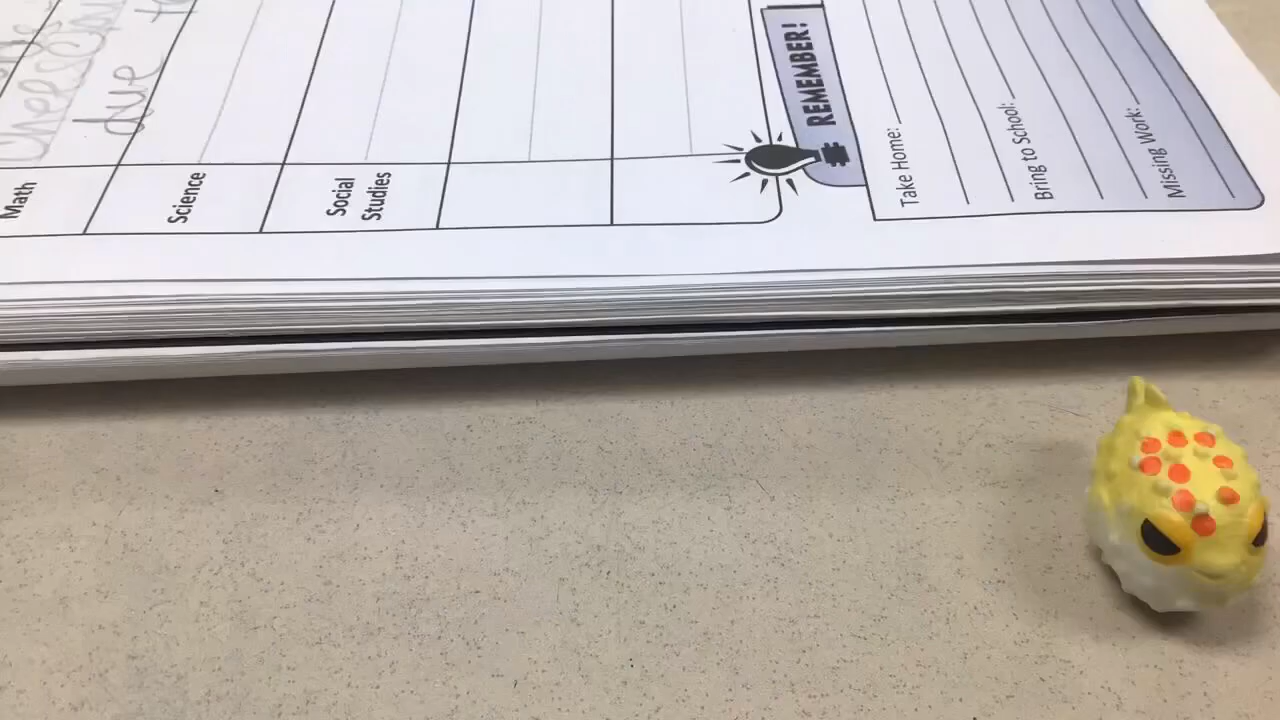 due
Math
Science
Social
Studies
REMEMBER!
Take Home:
Bring to School:
Missing Work: